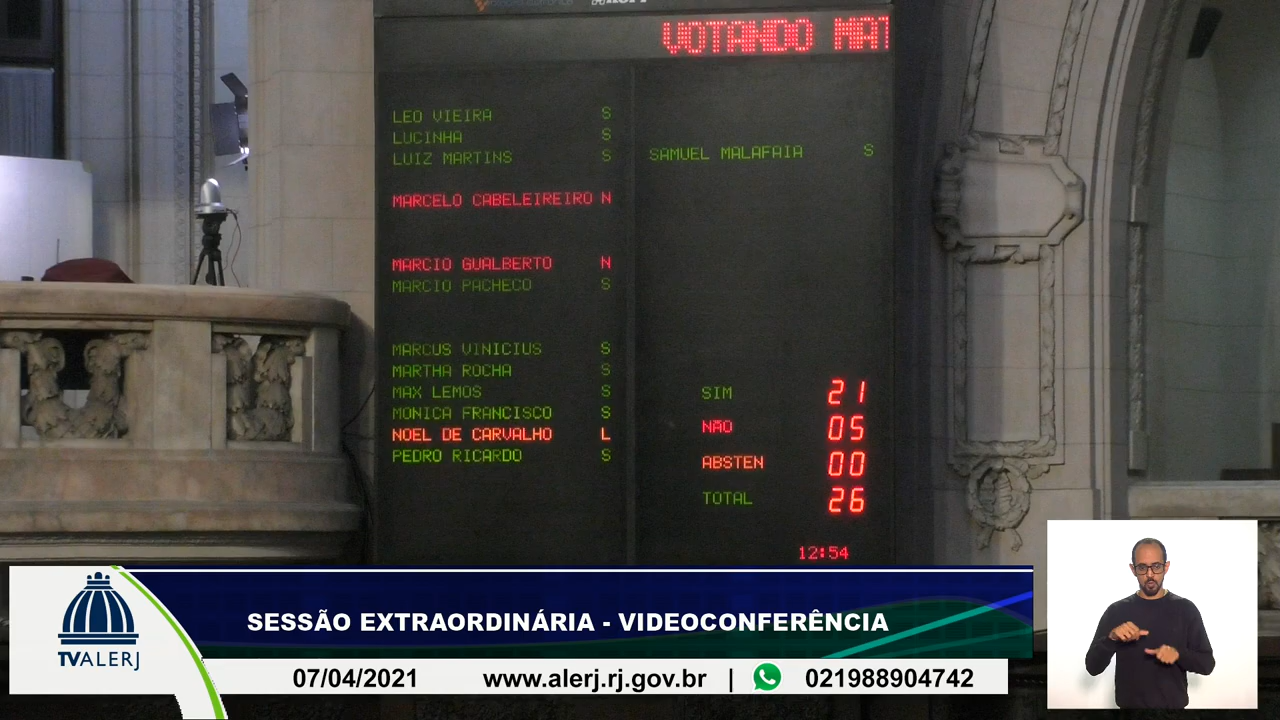 VOTANDO MAT
LEO VIEIRA S
LUCINHA S
LUIZ MARTINS S
MARCELO CABELEIREIRO N
MARCIO GUALBERTO N
MARCIO PACHECO S
MARCUS VINICIUS S
MARTHA ROCHA S
MAX LEMOS S
MONICA FRANCISCO S
NOEL DE CARVALHO L
PEDRO RICARDO S
SAMUEL MALAFAIA S
SIM 21
NÃO 05
ABSTEN 00
TOTAL 26
12:54
TVALERJ
SESSÃO EXTRAORDINÁRIA - VIDEOCONFERÊNCIA
07/04/2021 www.alerj.rj.gov.br | 021988904742